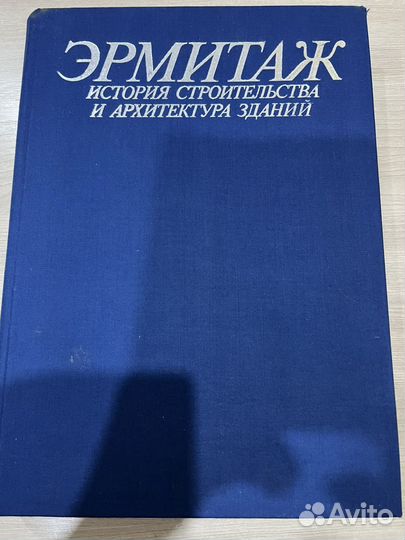 ЭРМИТАЖ
ИСТОРИЯ СТРОИТЕЛЬСТВА
И АРХИТЕКТУРА ЗДАНИЙ
Avito